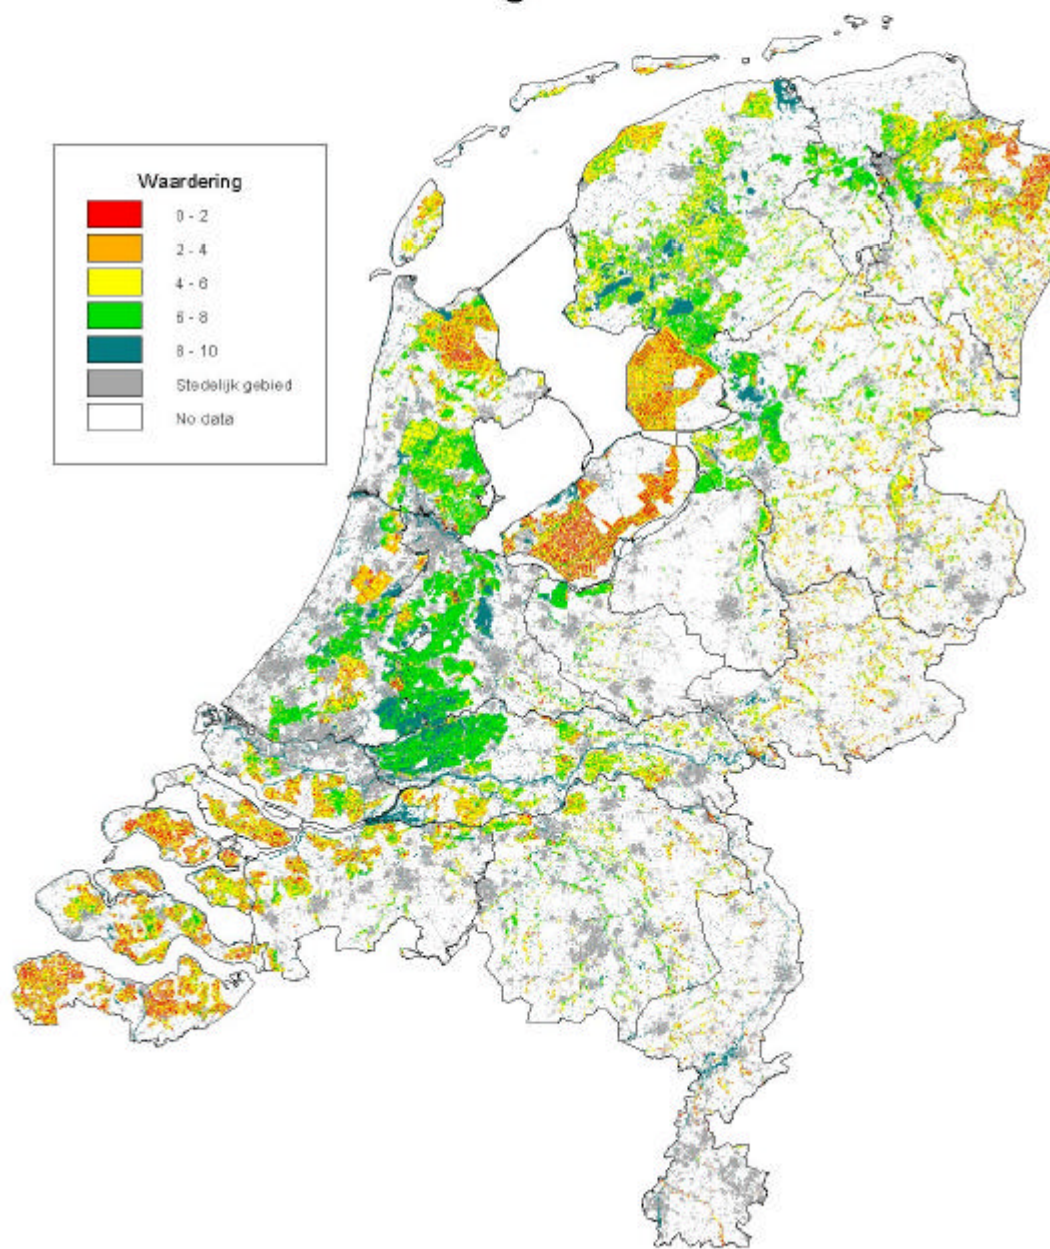 Waardering
0 - 2
2 - 4
4 - 6
6 - 8
8 - 10
Stedelijk gebied
No data